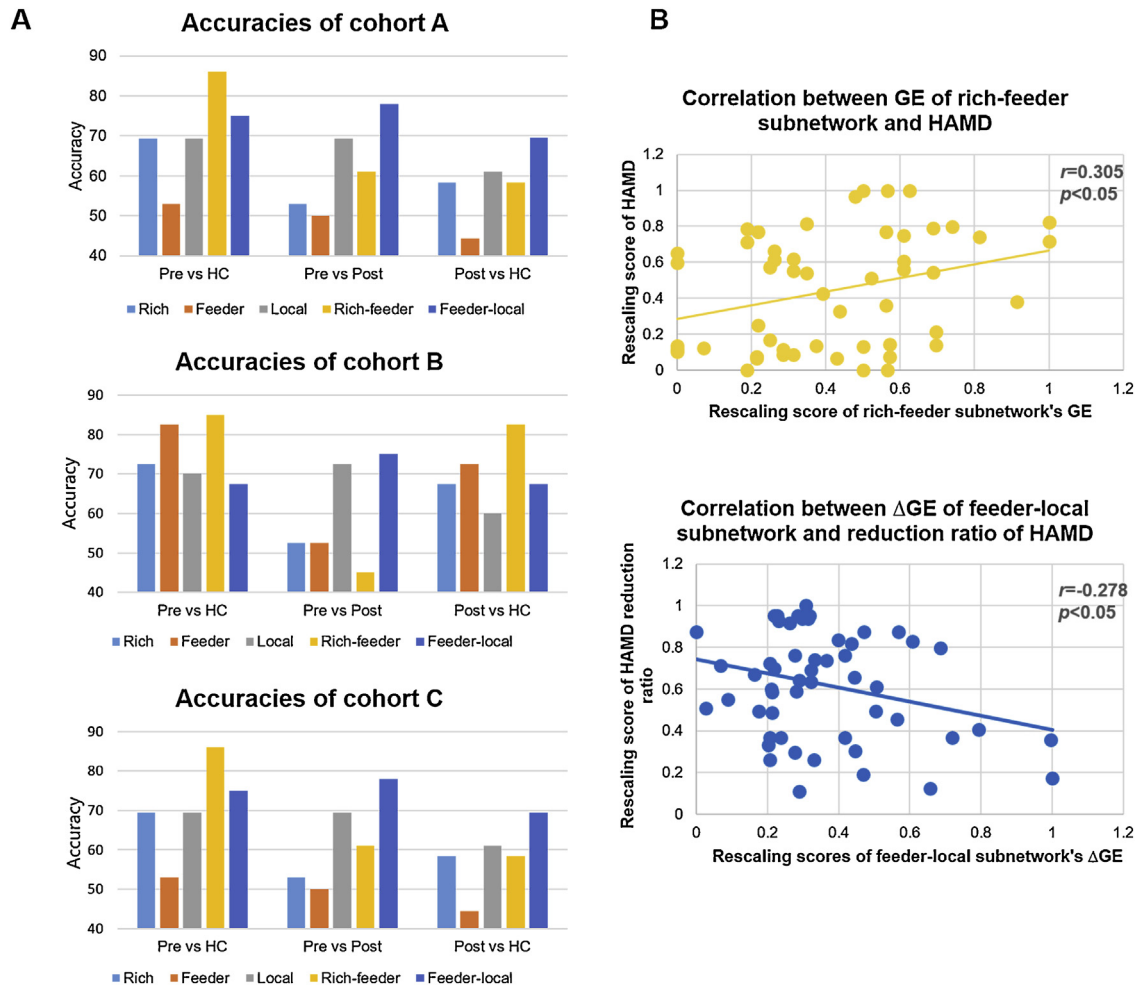 A
Accuracies of cohort A
90
80
70
60
50
40
Accuracy
Pre vs HC Pre vs Post Post vs HC
Rich Feeder Local Rich-feeder Feeder-local
Accuracies of cohort B
90
80
70
60
50
40
Accuracy
Pre vs HC Pre vs Post Post vs HC
Rich Feeder Local Rich-feeder Feeder-local
Accuracies of cohort C
90
80
70
60
50
40
Accuracy
Pre vs HC Pre vs Post Post vs HC
Rich Feeder Local Rich-feeder Feeder-local
B
Correlation between GE of rich-feeder
subnetwork and HAMD
1.2
1
0.8
0.6
0.4
0.2
0
Rescaling score of HAMD
r=0.305
p<0.05
0 0.2 0.4 0.6 0.8 1 1.2
Rescaling score of rich-feeder subnetwork's GE
Correlation between ΔGE of feeder-local
subnetwork and reduction ratio of HAMD
1.2
1
0.8
0.6
0.4
0.2
0
Rescaling score of HAMD reduction
ratio
r=-0.278
p<0.05
0 0.2 0.4 0.6 0.8 1 1.2
Rescaling scores of feeder-local subnetwork's ΔGE